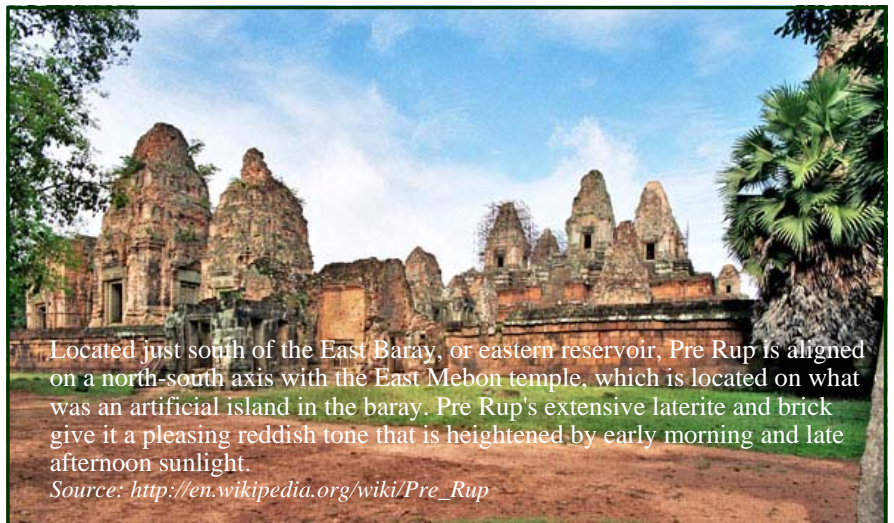 Located just south of the East Baray, or eastern reservoir, Pre Rup is aligned
on a north-south axis with the East Mebon temple, which is located on what
was an artificial island in the baray. Pre Rup's extensive laterite and brick
give it a pleasing reddish tone that is heightened by early morning and late
afternoon sunlight.
Source: http://en.wikipedia.org/wiki/Pre_Rup